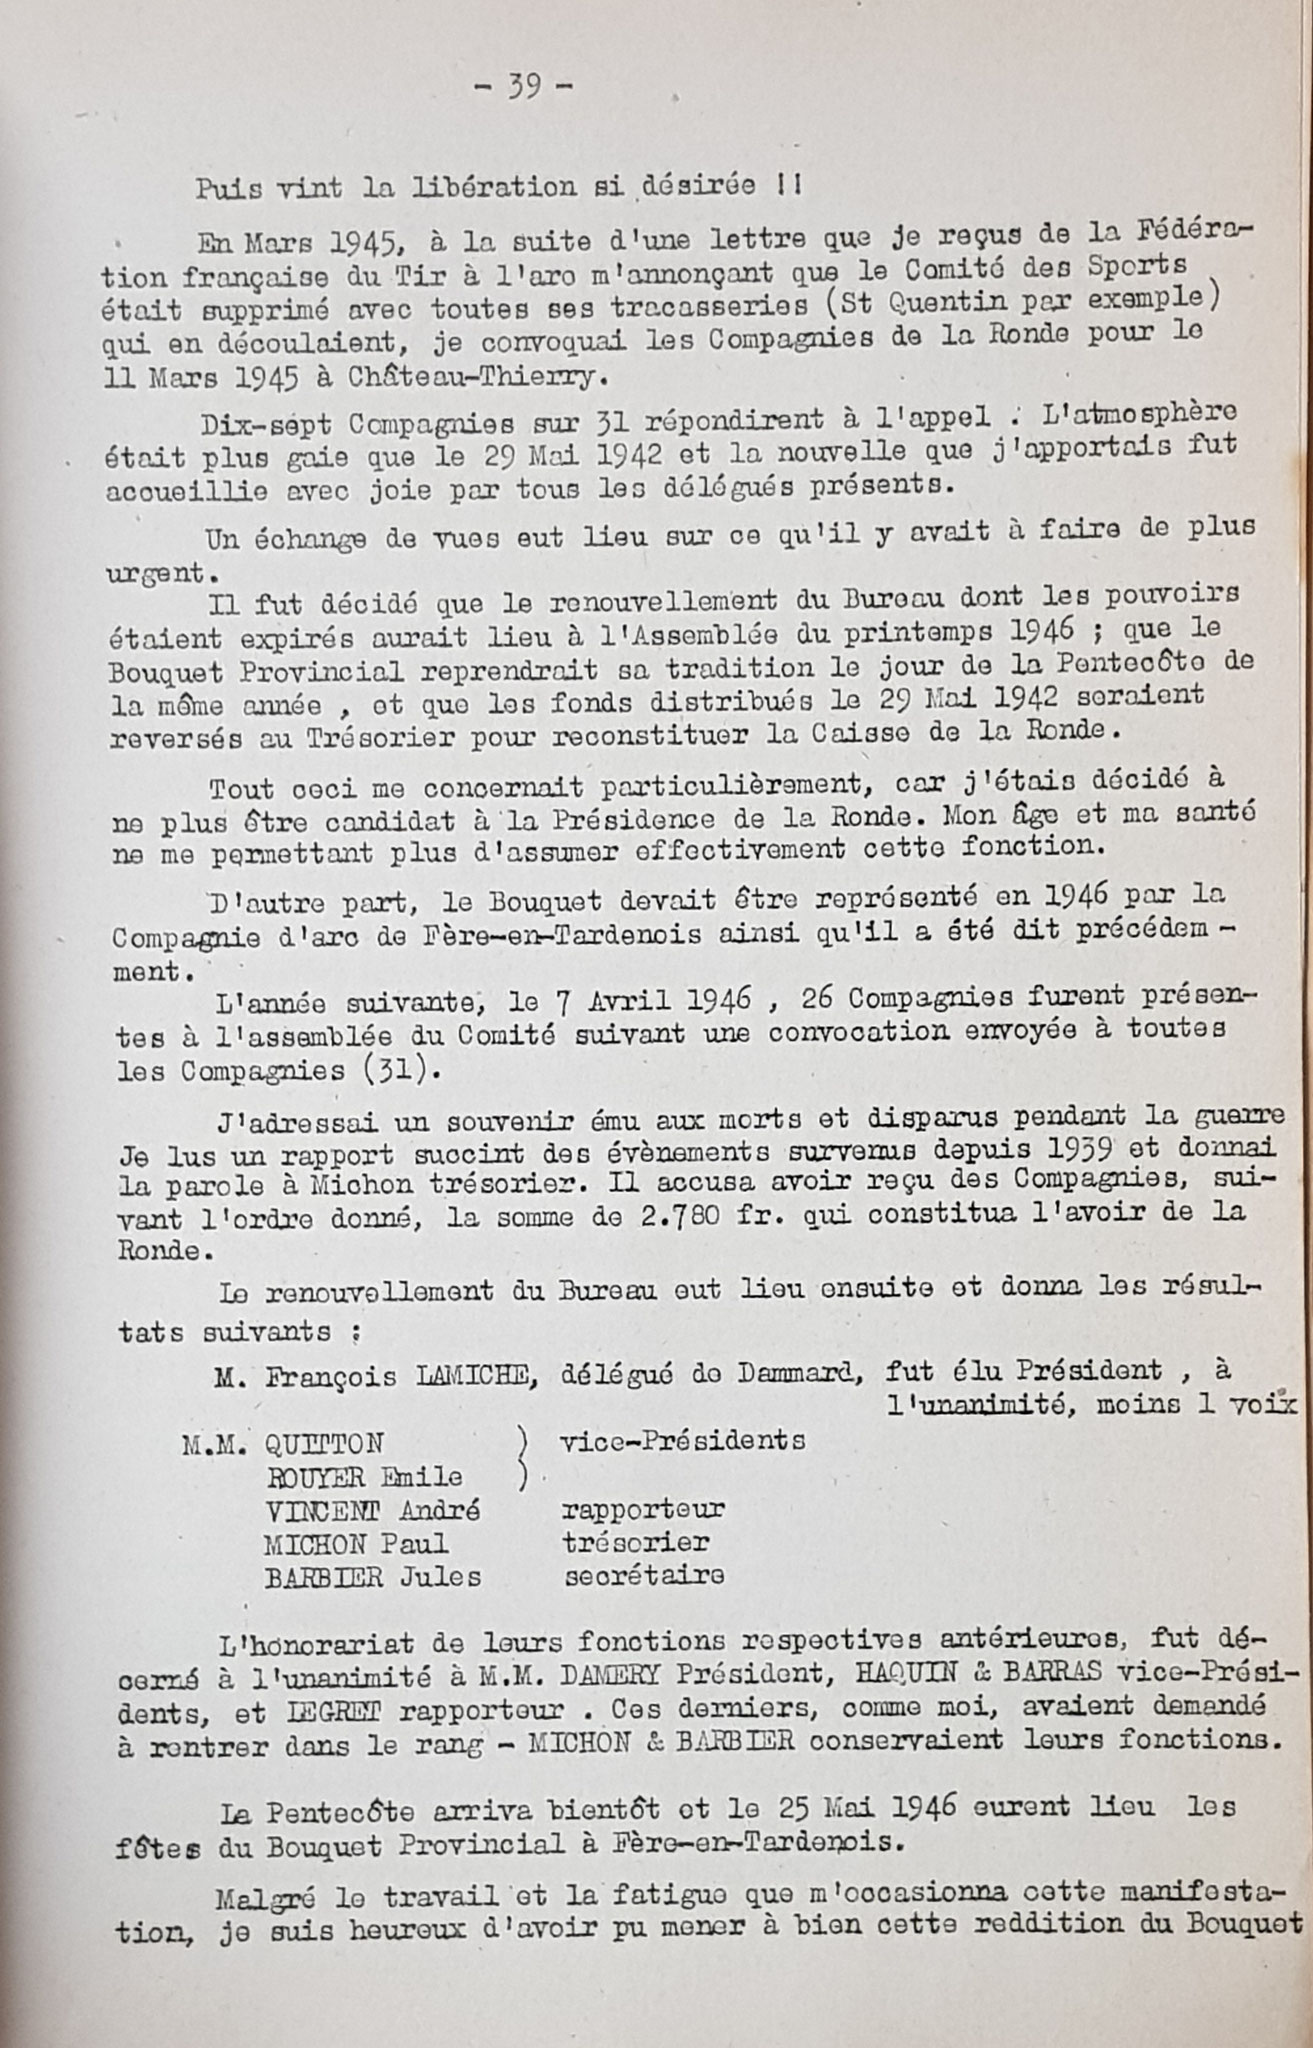 - 39 -
Puis vint la libération si désirée !!
En Mars 1945, à la suite d'une lettre que je reçus de la Fédéra-
tion française du Tir à l'arc m'annonçant que le Comité des Sports
était supprimé avec toutes ses tracasseries (St Quentin par exemple)
qui en découlaient, je convoquai les Compagnies de la Ronde pour le
11 Mars 1945 à Château-Thierry.
Dix-sept Compagnies sur 31 répondirent à l'appel . L'atmosphère
était plus gaie que le 29 Mai 1942 et la nouvelle que j'apportais fut
accueillie avec joie par tous les délégués présents.
Un échange de vues eut lieu sur ce qu'il y avait à faire de plus
urgent.
Il fut décidé que le renouvellement du Bureau dont les pouvoirs
étaient expirés aurait lieu à l'Assemblée du printemps 1946 ; que le
Bouquet Provincial reprendrait sa tradition le jour de la Pentecôte de
la même année , et que les fonds distribués le 29 Mai 1942 seraient
reversés au Trésorier pour reconstituer la Caisse de la Ronde.
Tout ceci me concernait particulièrement, car j'étais décidé à
ne plus être candidat à la Présidence de la Ronde. Mon âge et ma santé
ne me permettant plus d'assumer effectivement cette fonction.
D'autre part, le Bouquet devait être représenté en 1946 par la
Compagnie d'arc de Fère-en-Tardenois ainsi qu'il a été dit précédem -
ment.
L'année suivante, le 7 Avril 1946 , 26 Compagnies furent présen-
tes à l'assemblée du Comité suivant une convocation envoyée à toutes
les Compagnies (31).
J'adressai un souvenir ému aux morts et disparus pendant la guerre
Je lus un rapport succint des évènements survenus depuis 1939 et donnai
la parole à Michon trésorier. Il accusa avoir reçu des Compagnies, sui-
vant l'ordre donné, la somme de 2.780 fr. qui constitua l'avoir de la
Ronde.
Le renouvellement du Bureau eut lieu ensuite et donna les résul-
tats suivants :
M. François LAMICHE, délégué de Dammard, fut élu Président , à
l'unanimité, moins 1 voix
M.M. QUITTON ) vice-Présidents
ROUYER Emile )
VINCENT André rapporteur
MICHON Paul trésorier
BARBIER Jules secrétaire
L'honorariat de leurs fonctions respectives antérieures, fut dé-
cerné à l'unanimité à M.M. DAMERY Président, HAQUIN & BARRAS vice-Prési-
dents, et LEGRET rapporteur . Ces derniers, comme moi, avaient demandé
à rentrer dans le rang - MICHON & BARBIER conservaient leurs fonctions.
La Pentecôte arriva bientôt et le 25 Mai 1946 eurent lieu les
fêtes du Bouquet Provincial à Fère-en-Tardenois.
Malgré le travail et la fatigue que m'occasionna cette manifesta-
tion, je suis heureux d'avoir pu mener à bien cette reddition du Bouquet